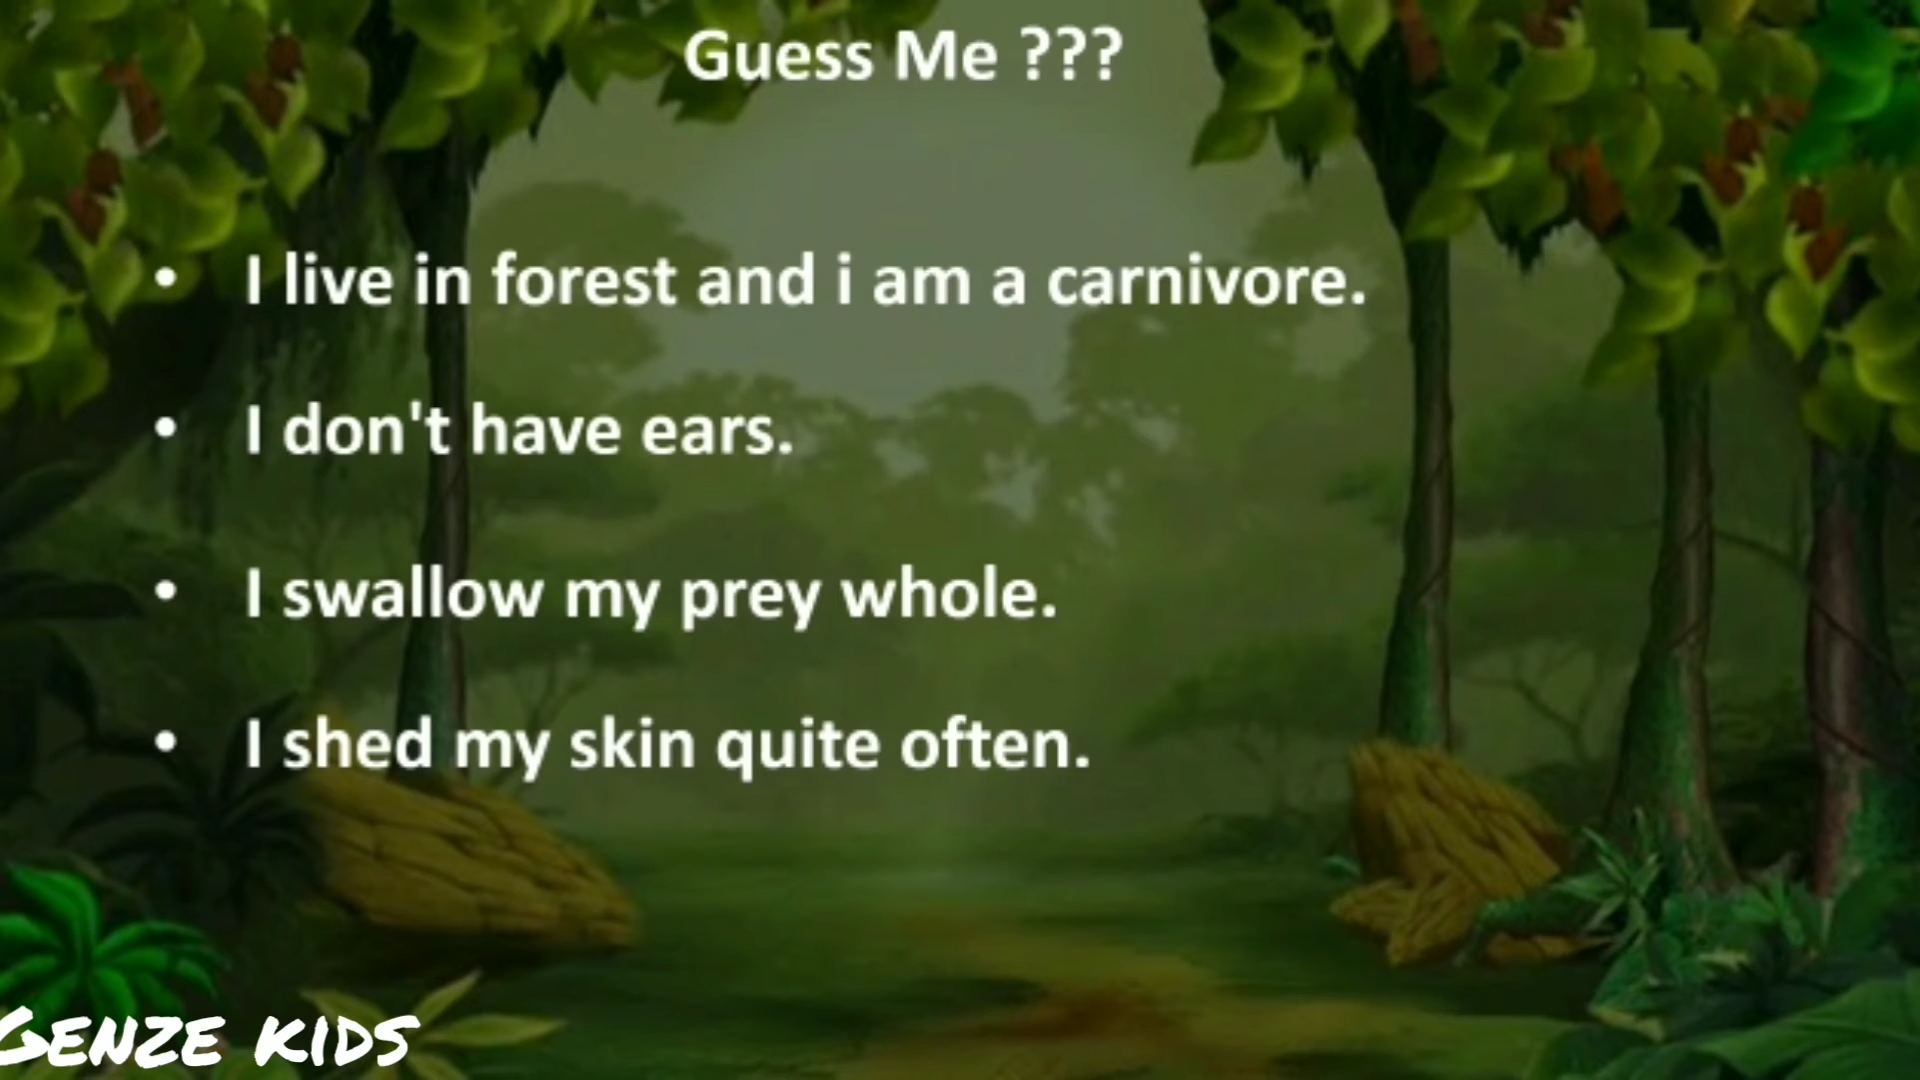 Guess Me ???
• I live in forest and i am a carnivore.
• I don't have ears.
• I swallow my prey whole.
• I shed my skin quite often.
GENZE KIDS